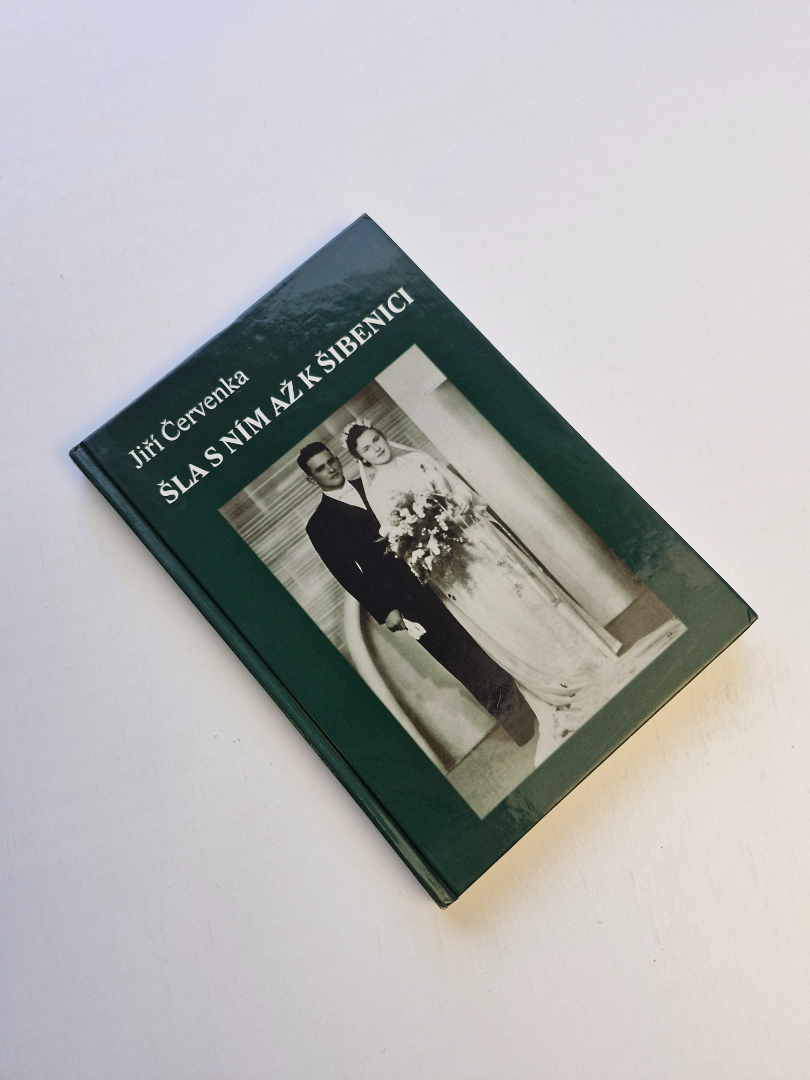 Jiří Červenka
ŠLA S NÍM AŽ K ŠIBENICI